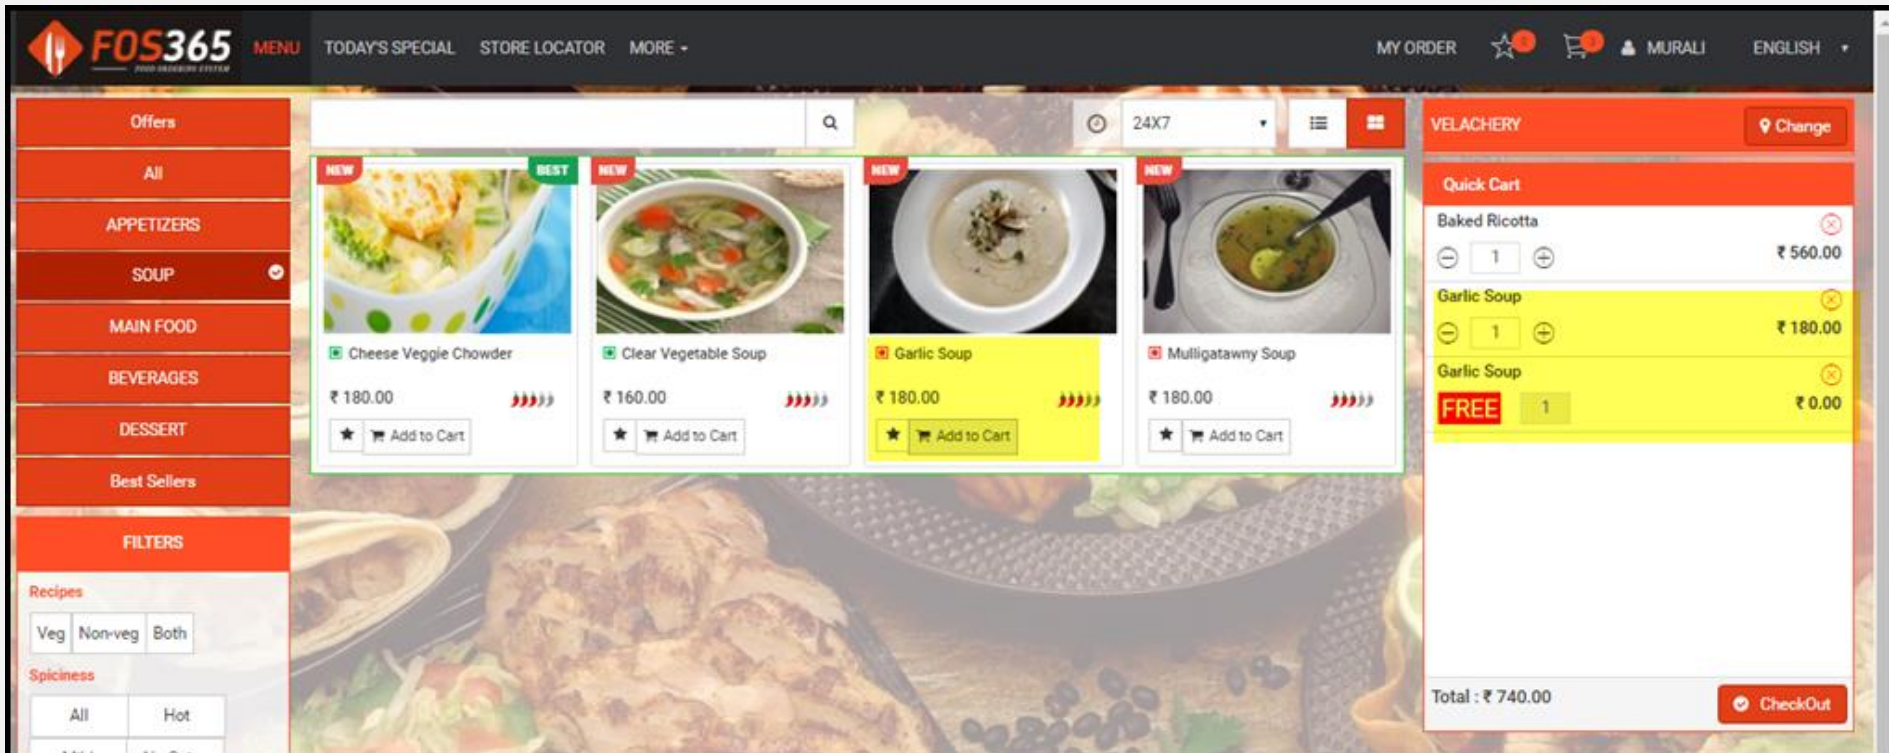 FOS365 MENU TODAY'S SPECIAL STORE LOCATOR MORE MY ORDER MURALI ENGLISH
FOOD ORDERING SYSTEM
Offers
All
APPETIZERS
SOUP
MAIN FOOD
BEVERAGES
DESSERT
Best Sellers
FILTERS
Recipes
Veg Non-veg Both
Spiciness
All Hot
24X7
NEW BEST NEW NEW NEW
Cheese Veggie Chowder Clear Vegetable Soup Garlic Soup Mulligatawny Soup
₹ 180.00 ₹ 160.00 ₹ 180.00 ₹ 180.00
Add to Cart Add to Cart Add to Cart Add to Cart
VELACHERY Change
Quick Cart
Baked Ricotta
1 ₹ 560.00
Garlic Soup
1 ₹ 180.00
Garlic Soup
FREE 1 ₹ 0.00
Total : ₹ 740.00 CheckOut